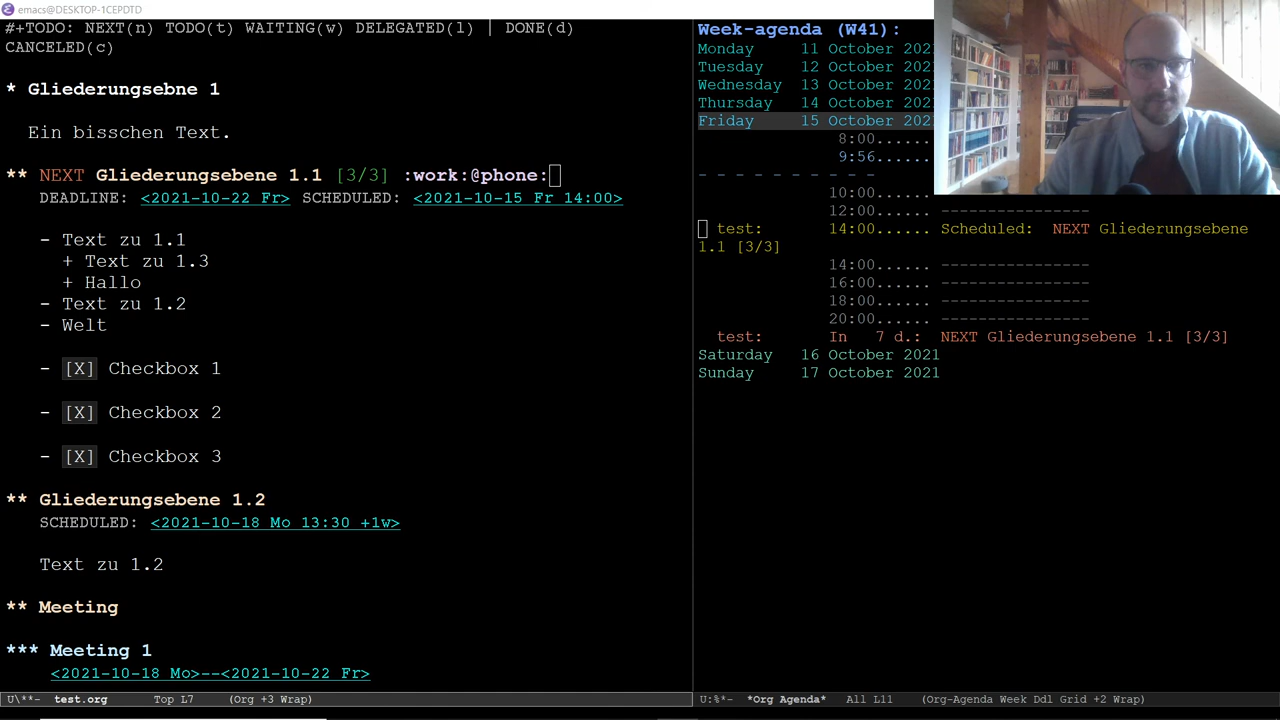 emacs@DESKTOP-1CEPDTD
#+TODO: NEXT(n) TODO(t) WAITING(w) DELEGATED(l) | DONE(d)
CANCELED(c)
* Gliederungsebne 1
Ein bisschen Text.
** NEXT Gliederungsebene 1.1 [3/3] :work:@phone:
DEADLINE: <2021-10-22 Fr> SCHEDULED: <2021-10-15 Fr 14:00>
- Text zu 1.1
+ Text zu 1.3
+ Hallo
- Text zu 1.2
- Welt
- [X] Checkbox 1
- [X] Checkbox 2
- [X] Checkbox 3
** Gliederungsebene 1.2
SCHEDULED: <2021-10-18 Mo 13:30 +1w>
Text zu 1.2
** Meeting
*** Meeting 1
<2021-10-18 Mo>--<2021-10-22 Fr>
U\**- test.org Top L7 (Org +3 Wrap)
Week-agenda (W41):
Monday 11 October 2021
Tuesday 12 October 2021
Wednesday 13 October 2021
Thursday 14 October 2021
Friday 15 October 2021
8:00......
9:56......
- - - - - - - - - -
10:00......
12:00...... ----------------
test: 14:00...... Scheduled: NEXT Gliederungsebene
1.1 [3/3]
14:00...... ----------------
16:00...... ----------------
18:00...... ----------------
20:00...... ----------------
test: In 7 d.: NEXT Gliederungsebene 1.1 [3/3]
Saturday 16 October 2021
Sunday 17 October 2021
U:%*- *Org Agenda* All L11 (Org-Agenda Week Ddl Grid +2 Wrap)